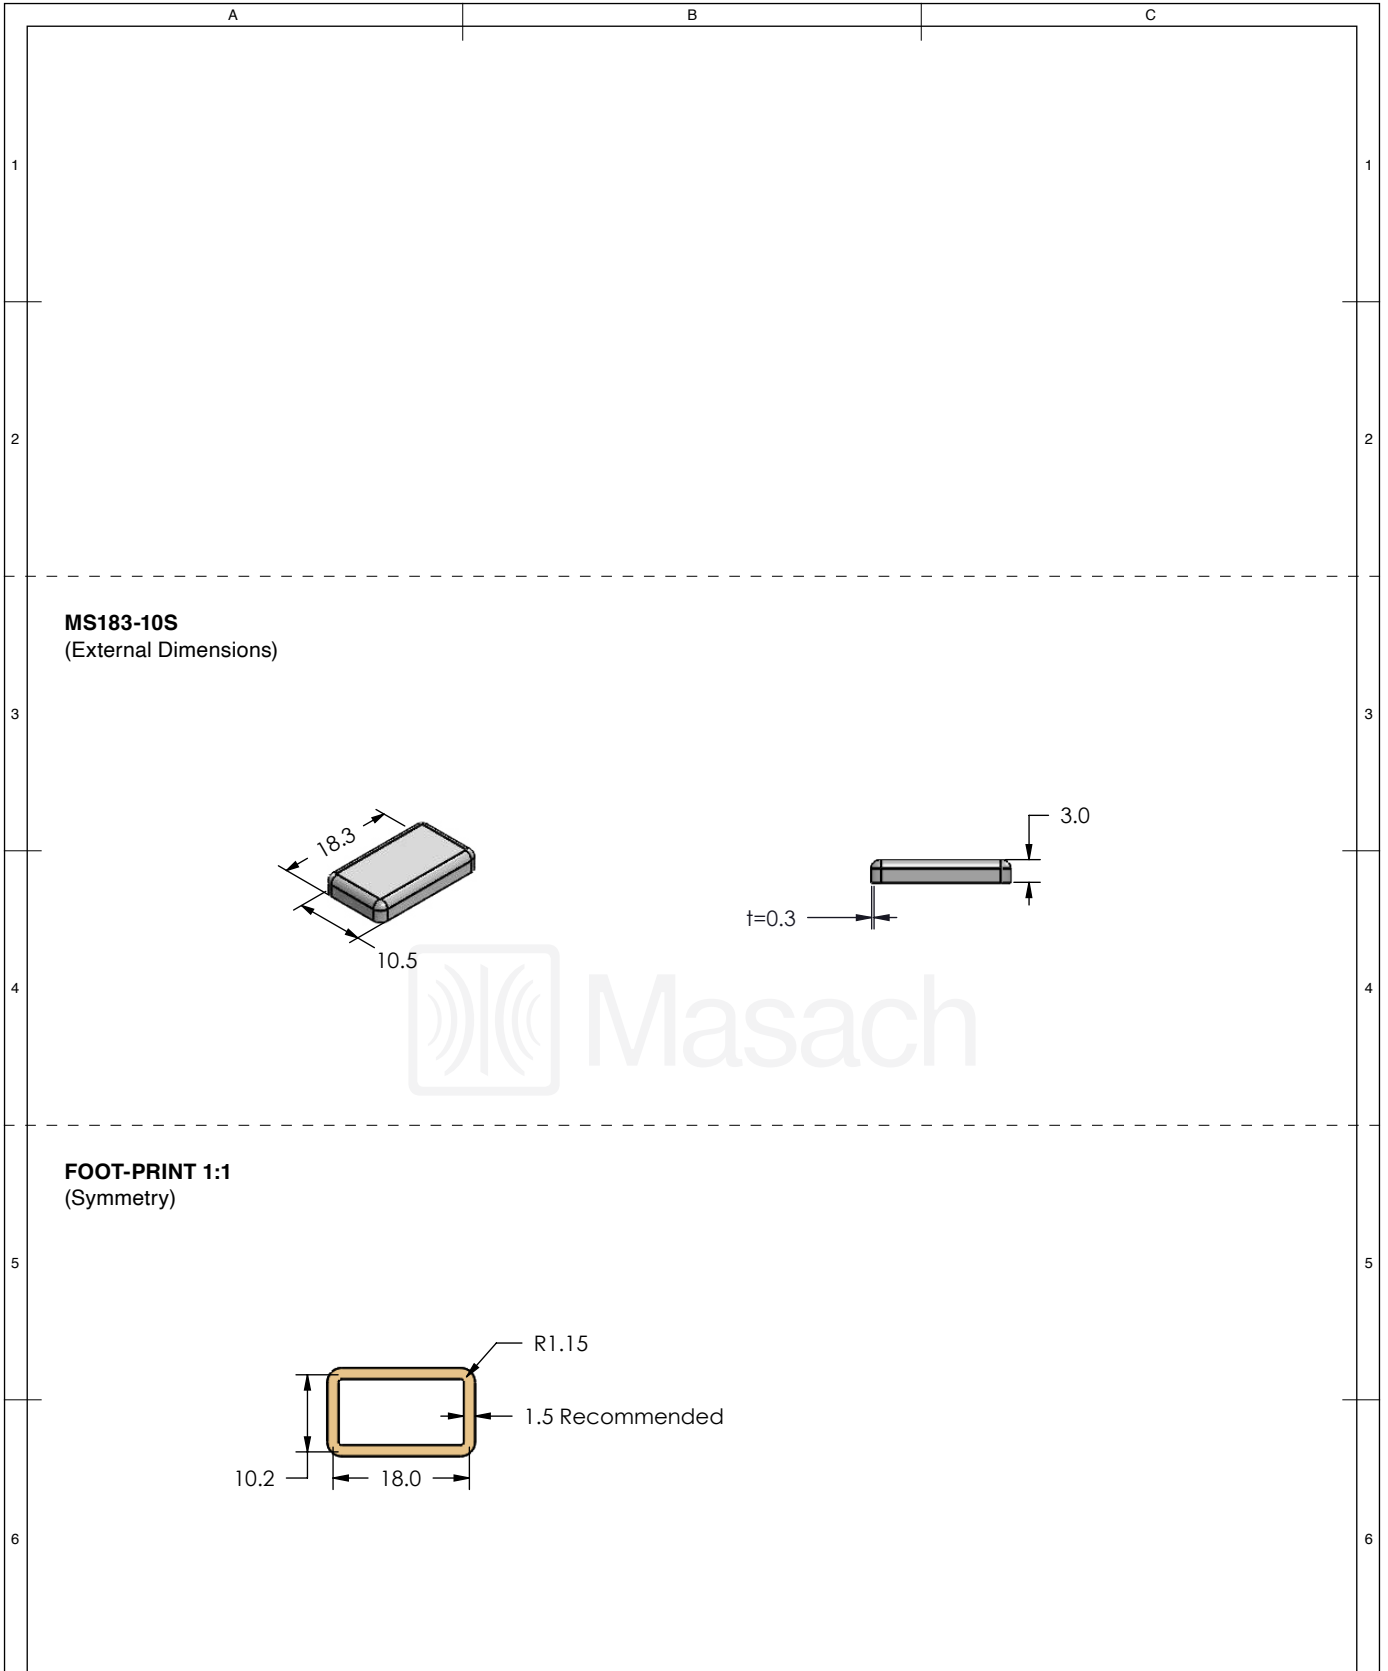 A B C
1 1
2 2
MS183-10S
(External Dimensions)
3 3
18.3
3.0
t=0.3
10.5
4 4
Masach
FOOT-PRINT 1:1
(Symmetry)
5 5
R1.15
1.5 Recommended
10.2 18.0
6 6